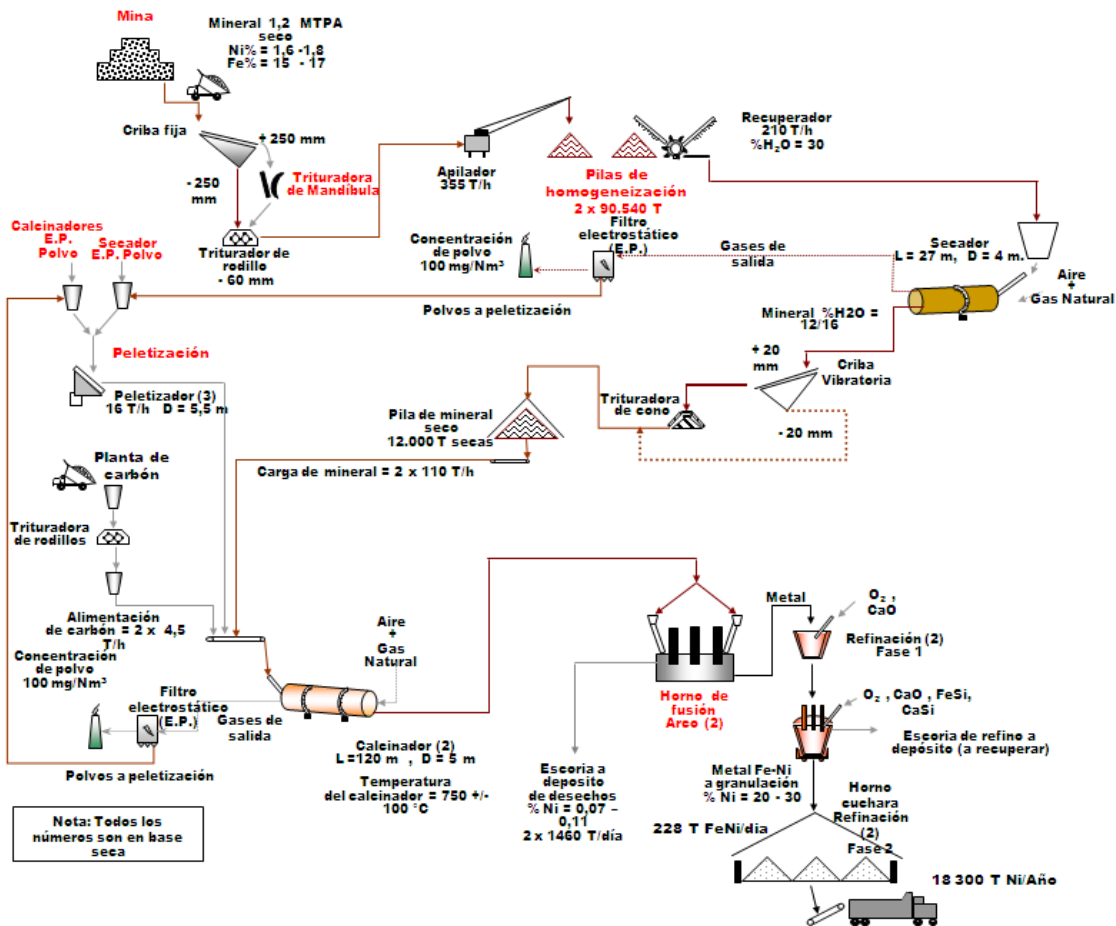 Mina
Mineral 1,2 MTPA
seco
Ni% = 1,6 -1,8
Fe% = 15 - 17
Criba fija
+ 250 mm
- 250
mm
Trituradora
de Mandíbula
Triturador de
rodillo
- 60 mm
Apilador
355 T/h
Pilas de
homogeneización
2 x 90.540 T
Recuperador
210 T/h
%H₂O = 30
Calcinadores
E.P.
Polvo
Secador
E.P. Polvo
Concentración
de polvo
100 mg/Nm³
Filtro
electrostático
(E.P.)
Gases de
salida
Secador
L = 27 m, D = 4 m.
Aire
+
Gas Natural
Polvos a peletización
Mineral %H2O =
12/16
Peletización
Peletizador (3)
16 T/h D = 5,5 m
+ 20
mm
Criba
Vibratoria
- 20 mm
Trituradora
de cono
Pila de mineral
seco
12.000 T secas
Carga de mineral = 2 x 110 T/h
Planta de
carbón
Trituradora
de rodillos
Alimentación
de carbón = 2 x 4,5
T/h
Concentración
de polvo
100 mg/Nm³
Filtro
electrostático
(E.P.)
Gases de
salida
Polvos a peletización
Aire
+
Gas
Natural
Calcinador (2)
L =120 m , D = 5 m
Temperatura
del calcinador = 750 +/-
100 °C
Horno de
fusión
Arco (2)
Metal
O₂ ,
CaO
Refinación (2)
Fase 1
O₂ , CaO , FeSi,
CaSi
Escoria de refino a
depósito (a recuperar)
Escoria a
deposito
de desechos
% Ni = 0,07 –
0,11
2 x 1460 T/día
Metal Fe-Ni
a granulación
% Ni = 20 - 30
Horno
cuchara
Refinación
(2)
Fase 2
228 T FeNi/dia
18 300 T Ni/Año
Nota: Todos los
números son en base
seca